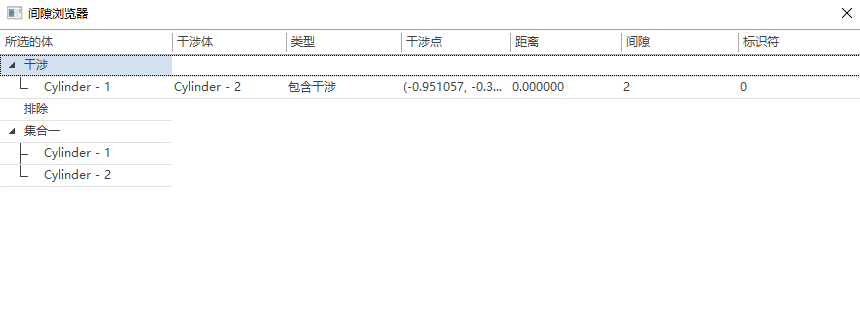 间隙浏览器
所选的体 干涉体 类型 干涉点 距离 间隙 标识符
干涉
Cylinder - 1 Cylinder - 2 包含干涉 (-0.951057, -0.3... 0.000000 2 0
排除
集合一
Cylinder - 1
Cylinder - 2